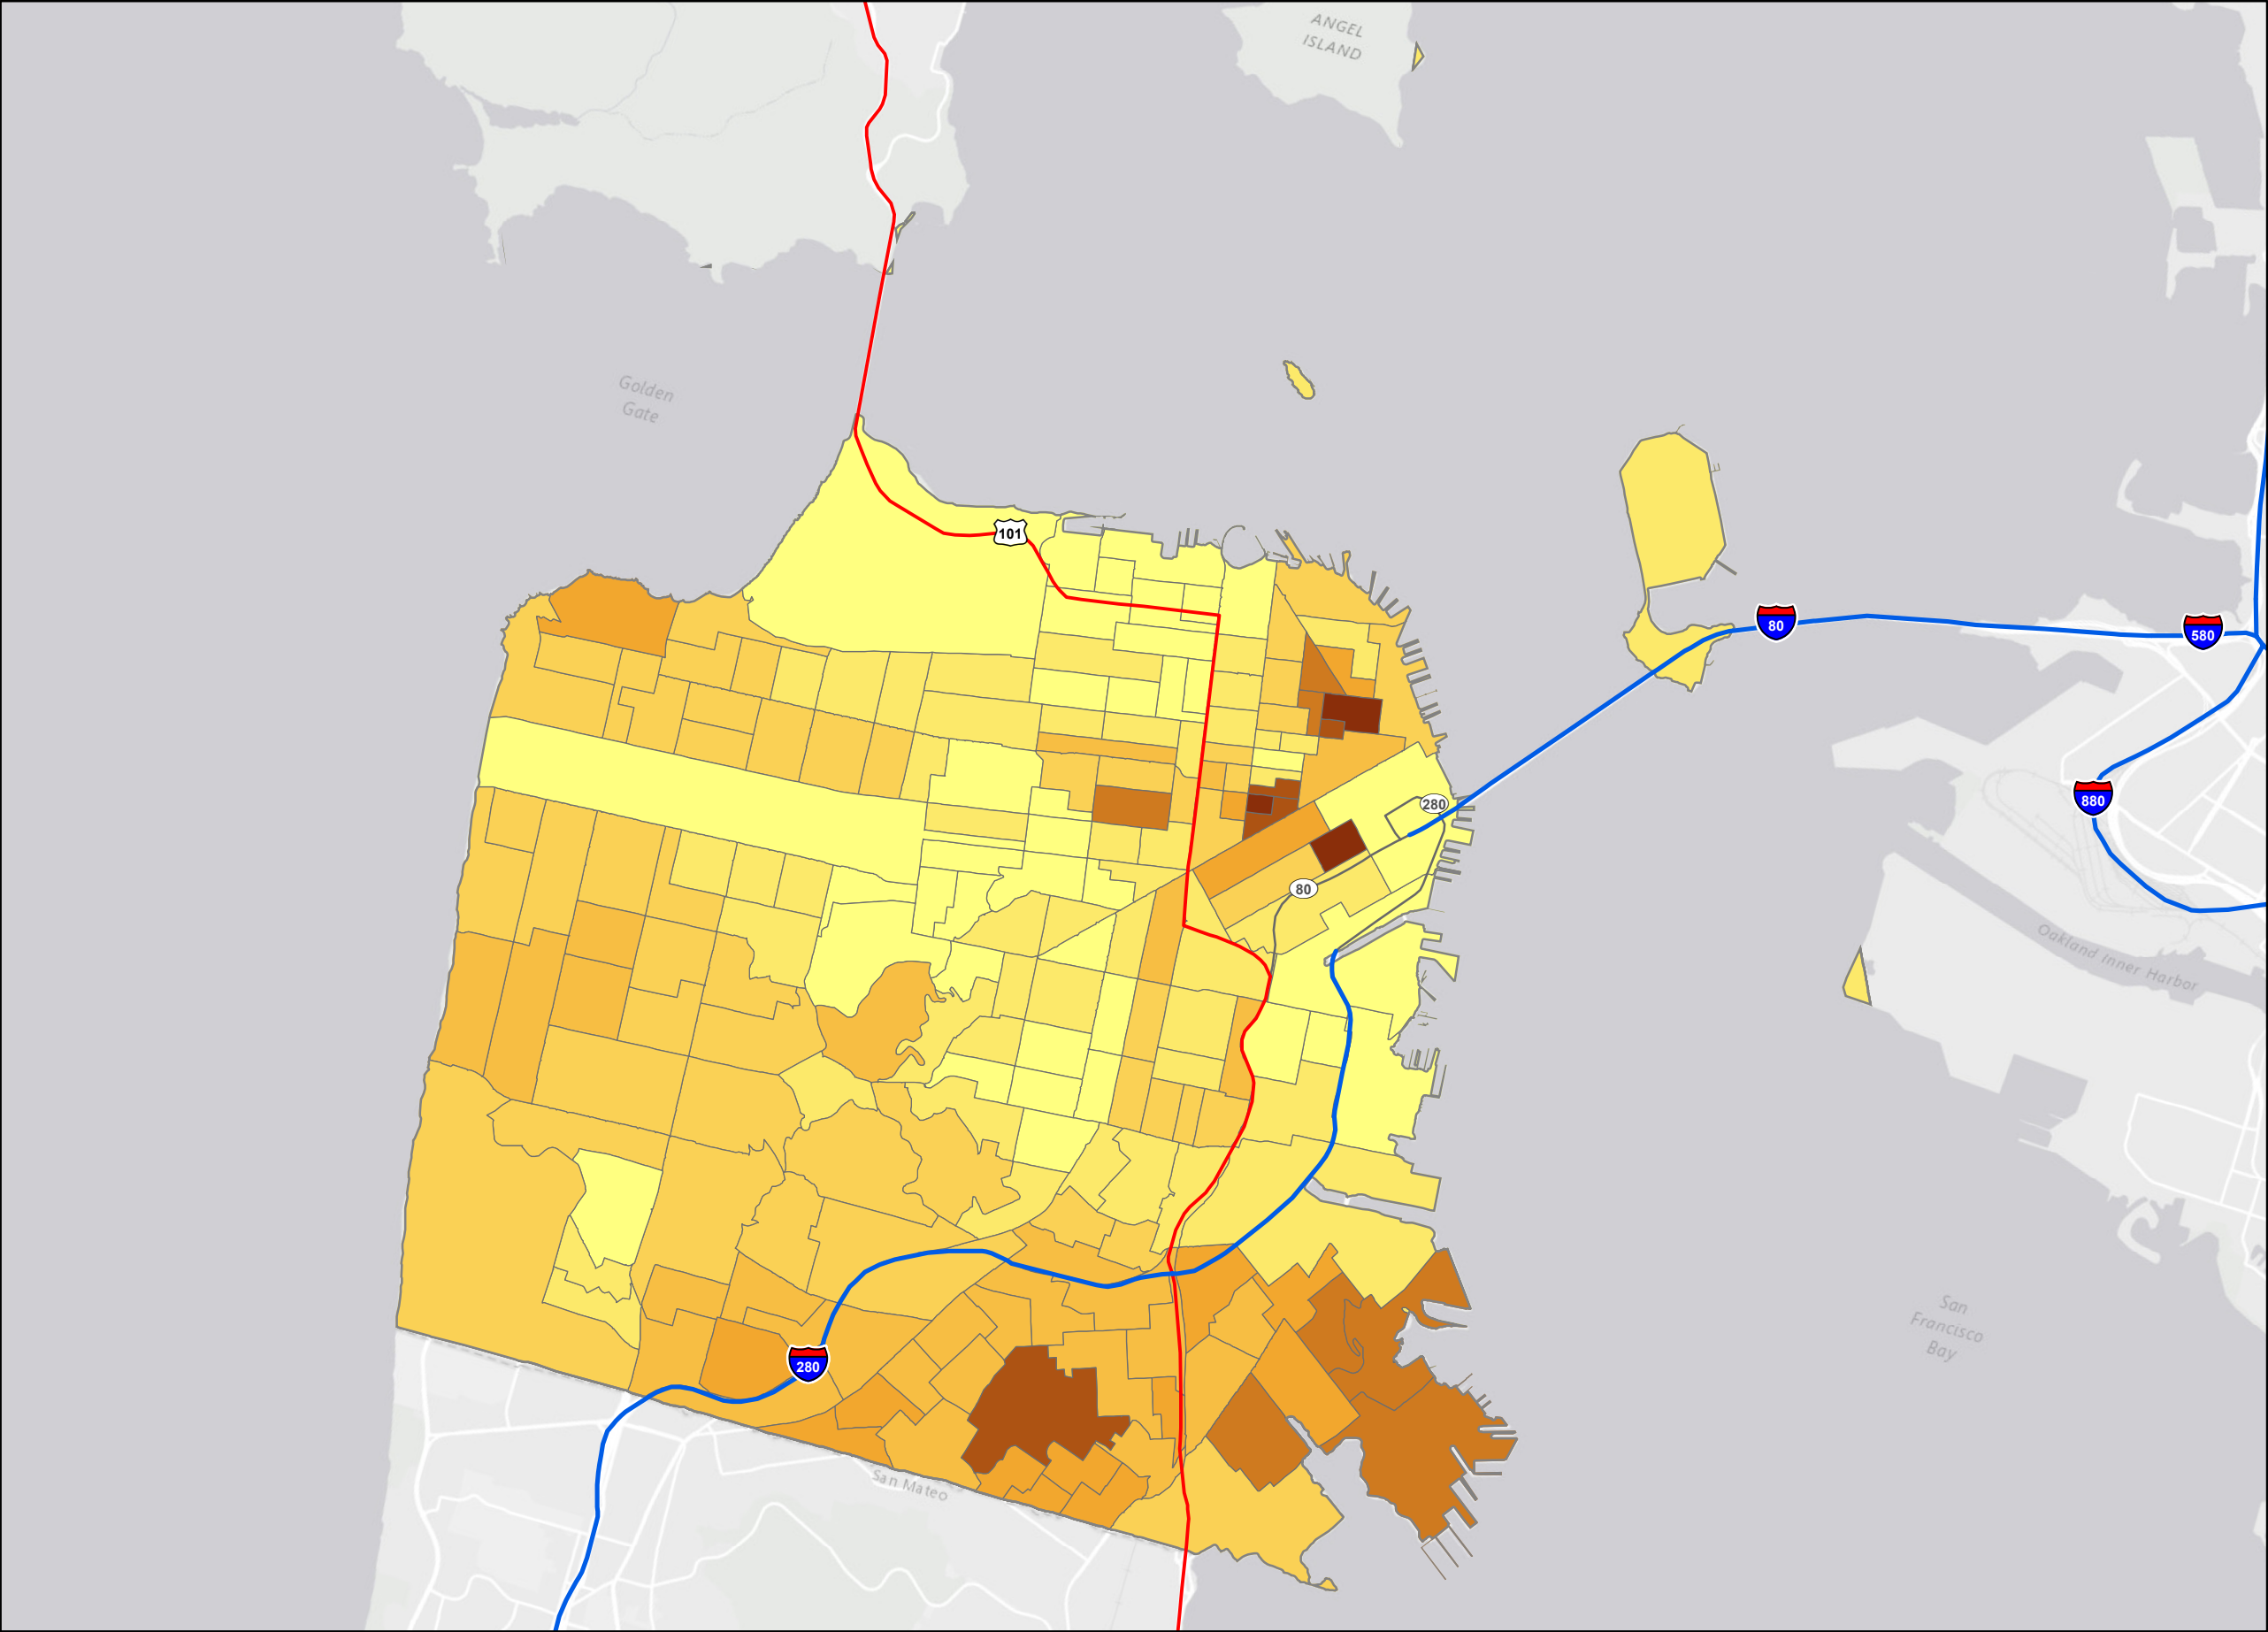 ANGEL
ISLAND
Golden
Gate
101
80
580
880
280
80
Oakland Inner Harbor
San
Francisco
Bay
280
San Mateo